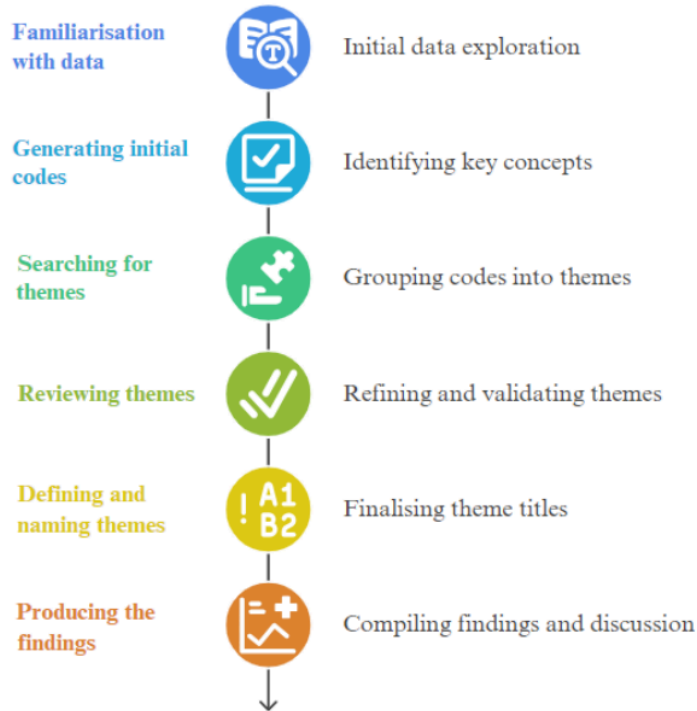 Familiarisation
with data
T
Initial data exploration
Generating initial
codes
Identifying key concepts
Searching for
themes
Grouping codes into themes
Reviewing themes
Refining and validating themes
Defining and
naming themes
! A1
B2
Finalising theme titles
Producing the
findings
Compiling findings and discussion